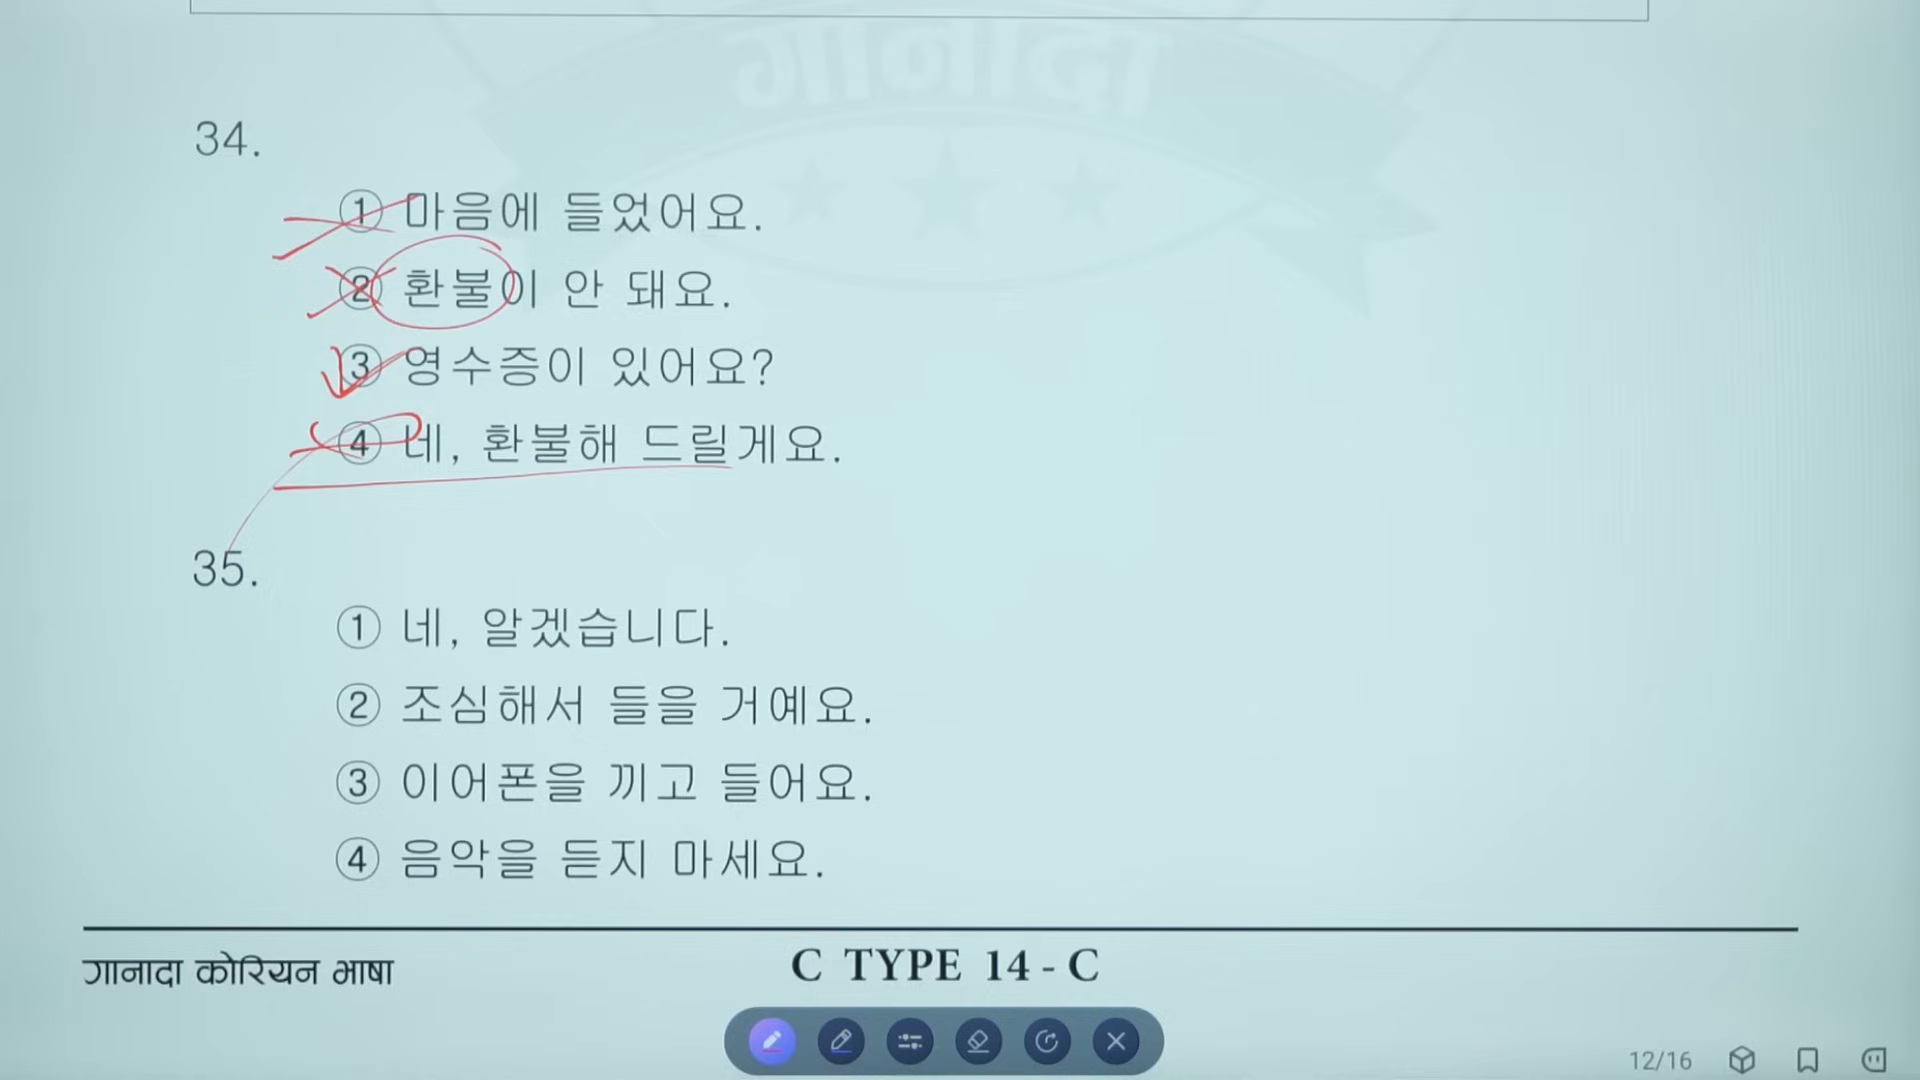 गानादा
34.
① 마음에 들었어요.
② 환불이 안 돼요.
③ 영수증이 있어요?
④ 네, 환불해 드릴게요.
35.
① 네, 알겠습니다.
② 조심해서 들을 거예요.
③ 이어폰을 끼고 들어요.
④ 음악을 듣지 마세요.
गानादा कोरियन भाषा
C TYPE 14 - C
12/16